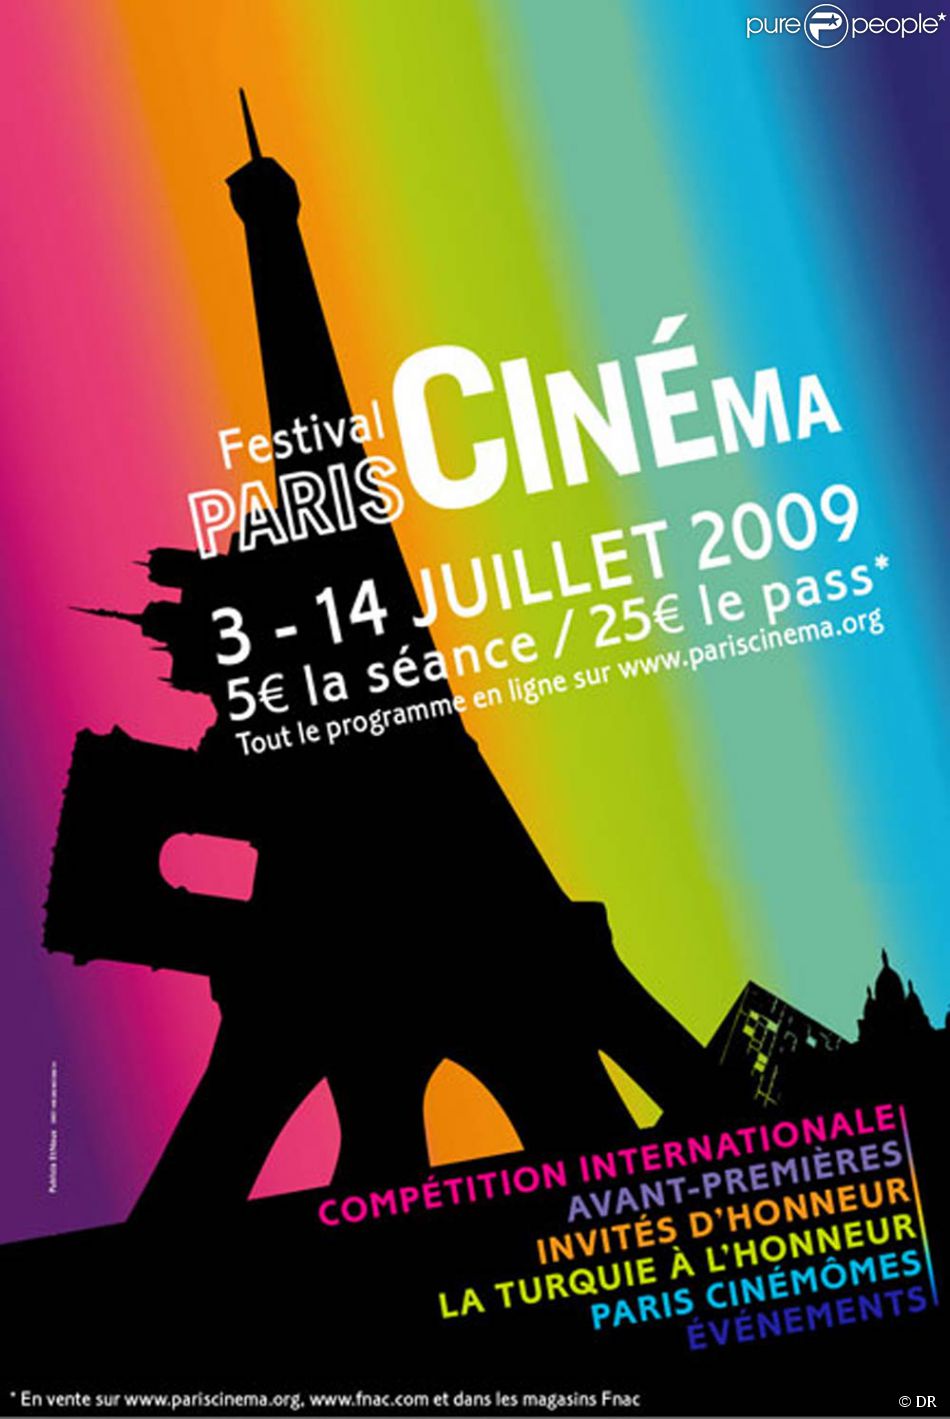 pure people*
Festival
PARIS CINÉMA
3 - 14 JUILLET 2009
5€ la séance / 25€ le pass*
Tout le programme en ligne sur www.pariscinema.org
COMPÉTITION INTERNATIONALE
AVANT-PREMIÈRES
INVITÉS D'HONNEUR
LA TURQUIE À L'HONNEUR
PARIS CINÉMÔMES
ÉVÉNEMENTS
* En vente sur www.pariscinema.org, www.fnac.com et dans les magasins Fnac
© DR